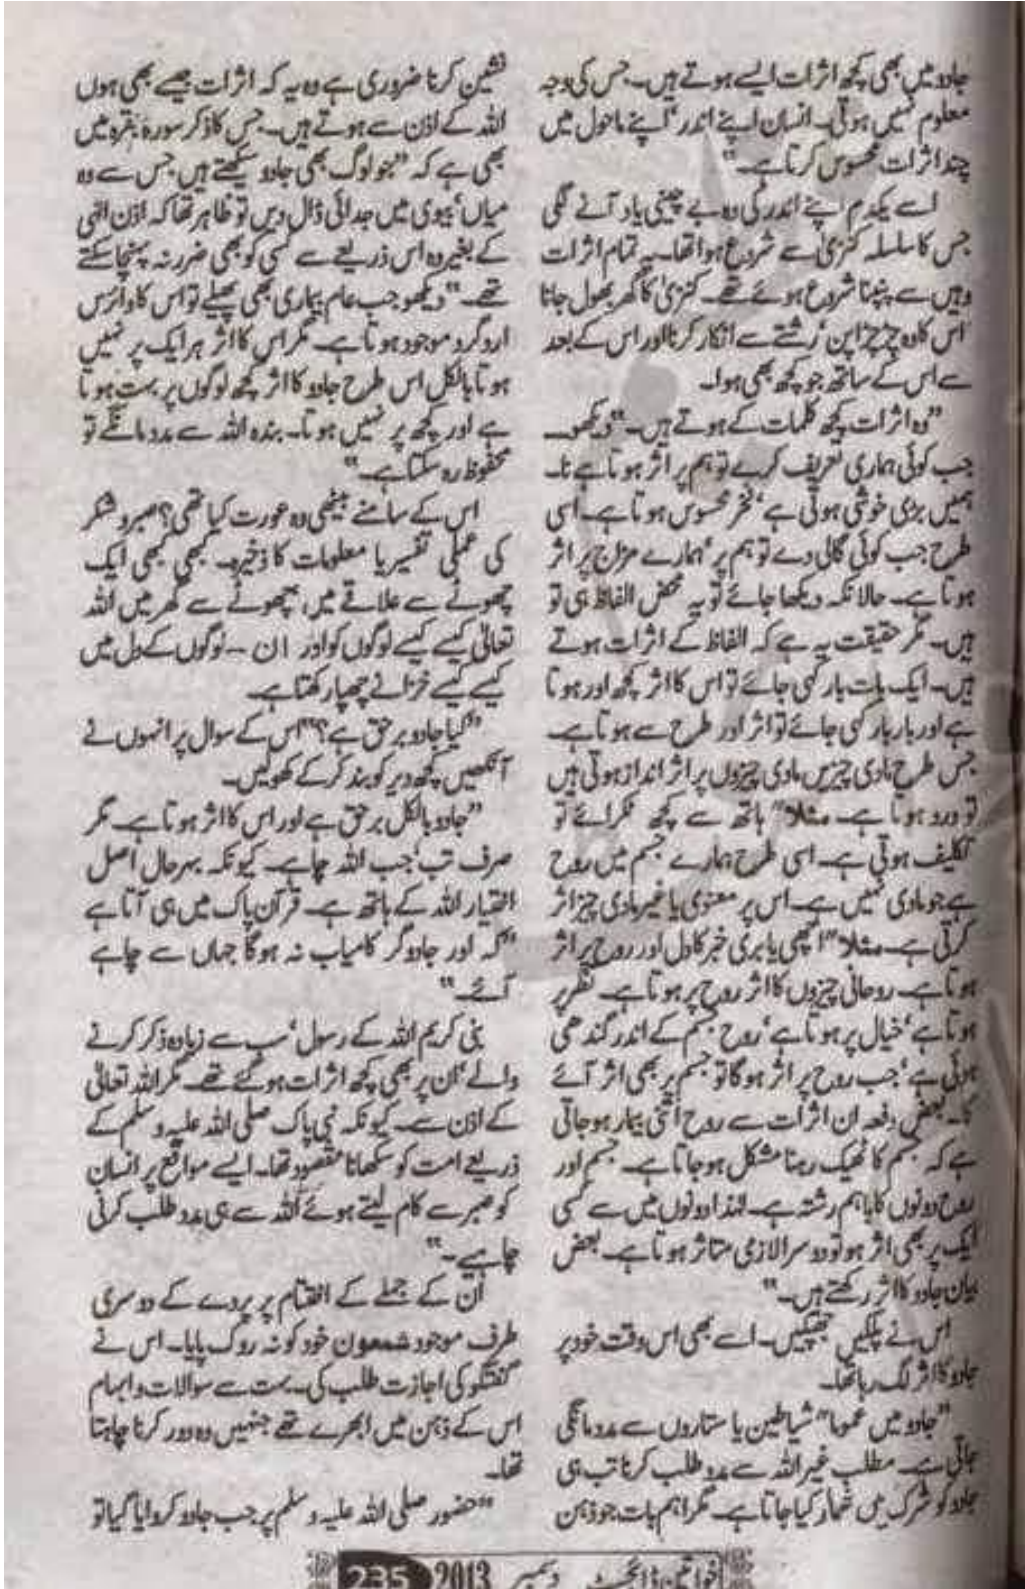 جادو میں بھی کچھ اثرات ایسے ہوتے ہیں۔ جس کی وجہ
معلوم نہیں ہوتی۔ انسان اپنے اندر' اپنے ماحول میں
چند اثرات محسوس کرتا ہے۔"
اسے یکدم اپنے اندر کی وہ بے چینی یاد آنے لگی
جس کا سلسلہ کنزیٰ سے شروع ہوا تھا۔ یہ تمام اثرات
وہیں سے پنپنا شروع ہوئے تھے۔ کنزیٰ کا گھر بھول جانا
اس کا وہ چڑچڑاپن' رشتے سے انکار کرنا اور اس کے بعد
سے اس کے ساتھ جو کچھ بھی ہوا۔
"وہ اثرات کچھ کلمات کے ہوتے ہیں۔" "دیکھو۔
جب کوئی ہماری تعریف کرے تو ہم پر اثر ہوتا ہے نا۔
ہمیں بڑی خوشی ہوتی ہے' فخر محسوس ہوتا ہے۔ اسی
طرح جب کوئی گالی دے تو ہم پر' ہمارے مزاج پر اثر
ہوتا ہے۔ حالانکہ دیکھا جائے تو یہ محض الفاظ ہی تو
ہیں۔ مگر حقیقت یہ ہے کہ الفاظ کے اثرات ہوتے
ہیں۔ ایک بات بار کہی جائے تو اس کا اثر کچھ اور ہوتا
ہے اور بار بار کہی جائے تو اثر اور طرح سے ہوتا ہے۔
جس طرح مادی چیزیں مادی چیزوں پر اثر انداز ہوتی ہیں
تو درد ہوتا ہے۔ مثلا" ہاتھ سے کچھ ٹکرائے تو
تکلیف ہوتی ہے۔ اسی طرح ہمارے جسم میں روح
ہے جو مادی نہیں ہے۔ اس پر معنوی یا غیر مادی چیز اثر
کرتی ہے۔ مثلا" اچھی یا بری خبر کا دل اور روح پر اثر
ہوتا ہے۔ روحانی چیزوں کا اثر روح پر ہوتا ہے۔ نظر پر
ہوتا ہے' خیال پر ہوتا ہے' روح جسم کے اندر گندھی
ہوئی ہے' جب روح پر اثر ہوگا تو جسم پر بھی اثر آئے
گا۔ بعض دفعہ ان اثرات سے روح اتنی بیمار ہو جاتی
ہے کہ جسم کا ٹھیک رہنا مشکل ہو جاتا ہے۔ جسم اور
روح دونوں کا باہم رشتہ ہے۔ لہٰذا دونوں میں سے کسی
ایک پر بھی اثر ہو تو دوسرا لازمی متاثر ہوتا ہے۔ بعض
بیان جادو کا اثر رکھتے ہیں۔"
اس نے پلکیں جھپکیں۔ اسے بھی اس وقت خود پر
جادو کا اثر لگ رہا تھا۔
"جادو میں عموما" شیاطین یا ستاروں سے مدد مانگی
جاتی ہے۔ مطلب غیر اللہ سے مدد طلب کرنا تب ہی
جادو کو شرک میں شمار کیا جاتا ہے۔ مگر اہم بات جو ذہن
نشین کرنا ضروری ہے وہ یہ کہ اثرات جیسے بھی ہوں
اللہ کے اذن سے ہوتے ہیں۔ جس کا ذکر سورہ بقرہ میں
بھی ہے کہ "جو لوگ بھی جادو سیکھتے ہیں جس سے وہ
میاں' بیوی میں جدائی ڈال دیں تو ظاہر تھا کہ اذن الٰہی
کے بغیر وہ اس ذریعے سے کسی کو بھی ضرر نہ پہنچا سکتے
تھے۔" دیکھو جب عام بیماری بھی پھیلے تو اس کا وائرس
ارد گرد موجود ہوتا ہے۔ مگر اس کا اثر ہر ایک پر نہیں
ہوتا بالکل اس طرح جادو کا اثر کچھ لوگوں پر بہت ہوتا
ہے اور کچھ پر نہیں ہوتا۔ بندہ اللہ سے مدد مانگے تو
محفوظ رہ سکتا ہے۔"
اس کے سامنے بیٹھی وہ عورت کیا تھی؟ صبر و شکر
کی عملی تفسیر یا معلومات کا ذخیرہ۔ کبھی کبھی ایک
چھوٹے سے علاقے میں' چھوٹے سے گھر میں اللہ
تعالیٰ کیسے کیسے لوگوں کو اور ان - لوگوں کے دل میں
کیسے کیسے خزانے چھپا رکھتا ہے۔
"کیا جادو برحق ہے؟" اس کے سوال پر انہوں نے
آنکھیں کچھ دیر کو بند کر کے کھولیں۔
"جادو بالکل برحق ہے اور اس کا اثر ہوتا ہے۔ مگر
صرف تب' جب اللہ چاہے۔ کیونکہ بہرحال اصل
اختیار اللہ کے ہاتھ ہے۔ قرآن پاک میں ہی آتا ہے
"کہ اور جادوگر کامیاب نہ ہوگا جہاں سے چاہے
آئے۔"
نبی کریم اللہ کے رسول' سب سے زیادہ ذکر کرنے
والے' ان پر بھی کچھ اثرات ہو گئے تھے۔ مگر اللہ تعالیٰ
کے اذن سے۔ کیونکہ نبی پاک صلی اللہ علیہ وسلم کے
ذریعے امت کو سکھانا مقصود تھا۔ ایسے مواقع پر انسان
کو صبر سے کام لیتے ہوئے اللہ سے ہی مدد طلب کرنی
چاہیے۔"
اُن کے جملے کے اختتام پر پردے کے دوسری
طرف موجود شمعون خود کو نہ روک پایا۔ اس نے
گفتگو کی اجازت طلب کی۔ بہت سے سوالات و ابہام
اس کے ذہن میں ابھرے تھے جنہیں وہ دور کرنا چاہتا
تھا۔
"حضور صلی اللہ علیہ وسلم پر جب جادو کروایا گیا تو
خواتین ڈائجسٹ دسمبر 2013 235